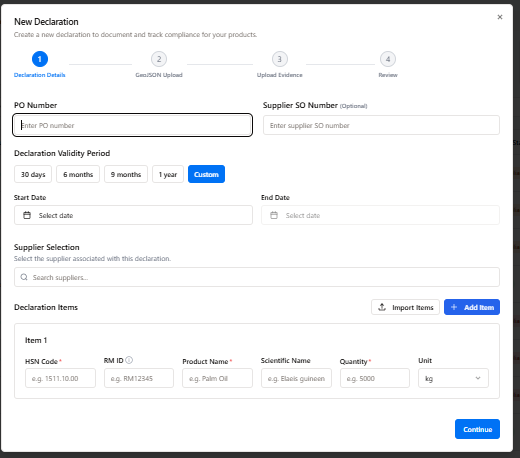 New Declaration
Create a new declaration to document and track compliance for your products.
1 2 3 4
Declaration Details GeoJSON Upload Upload Evidence Review
PO Number Supplier SO Number (Optional)
Enter PO number Enter supplier SO number
Declaration Validity Period
30 days 6 months 9 months 1 year Custom
Start Date End Date
Select date Select date
Supplier Selection
Select the supplier associated with this declaration.
Search suppliers...
Declaration Items Import Items + Add Item
Item 1
HSN Code* RM ID Product Name* Scientific Name Quantity* Unit
e.g. 1511.10.00 e.g. RM12345 e.g. Palm Oil e.g. Elaeis guineen e.g. 5000 kg
Continue